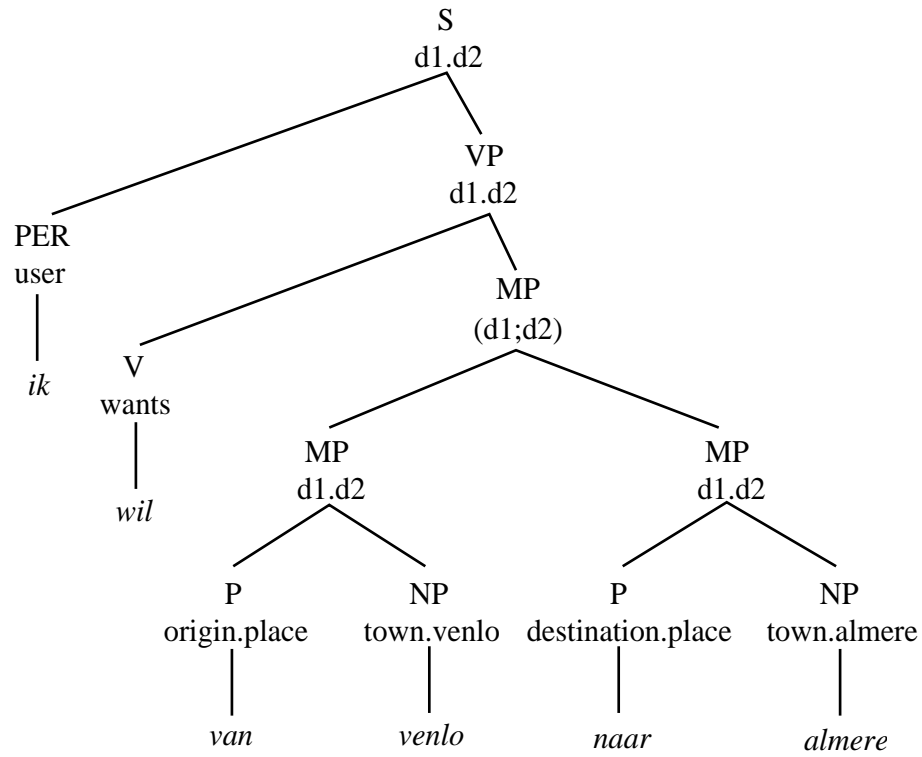 S
d1.d2
VP
d1.d2
PER
user
MP
(d1;d2)
V
wants
ik
MP
d1.d2
MP
d1.d2
wil
P
origin.place
NP
town.venlo
P
destination.place
NP
town.almere
van
venlo
naar
almere